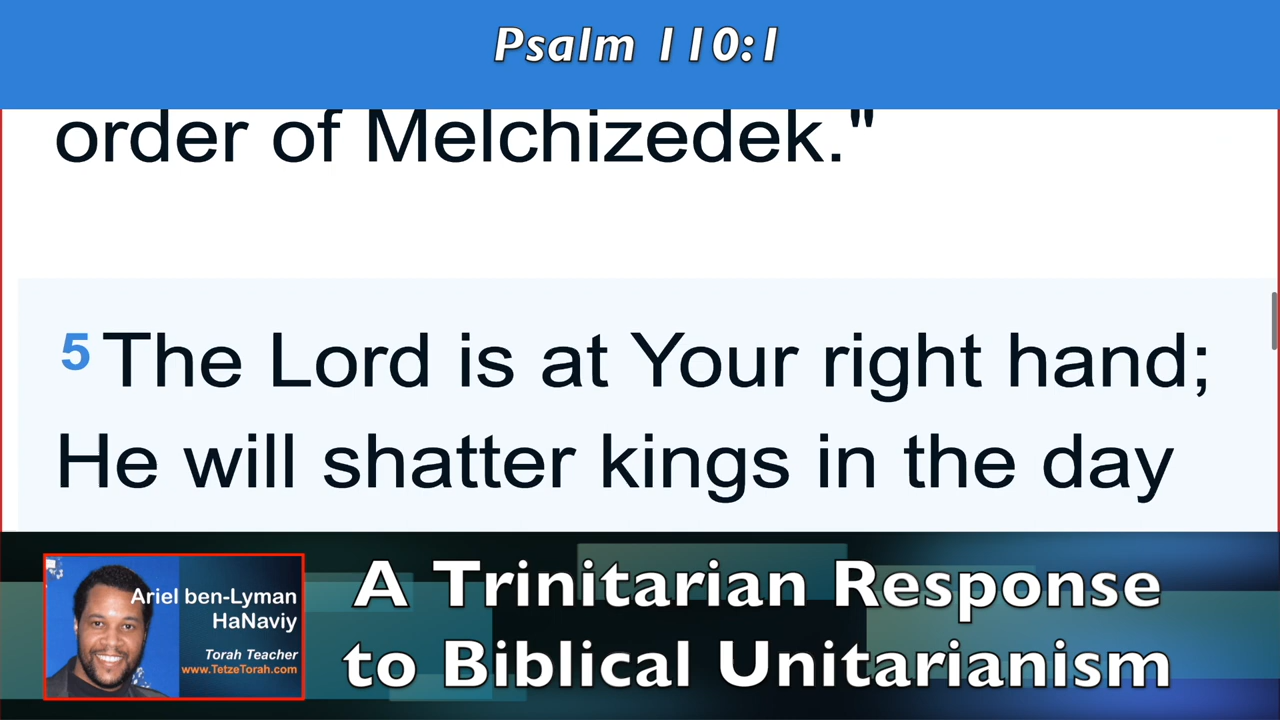 Psalm 110:1
order of Melchizedek."
5 The Lord is at Your right hand;
He will shatter kings in the day
Ariel ben-Lyman
HaNaviy
Torah Teacher
www.TetzeTorah.com
A Trinitarian Response
to Biblical Unitarianism